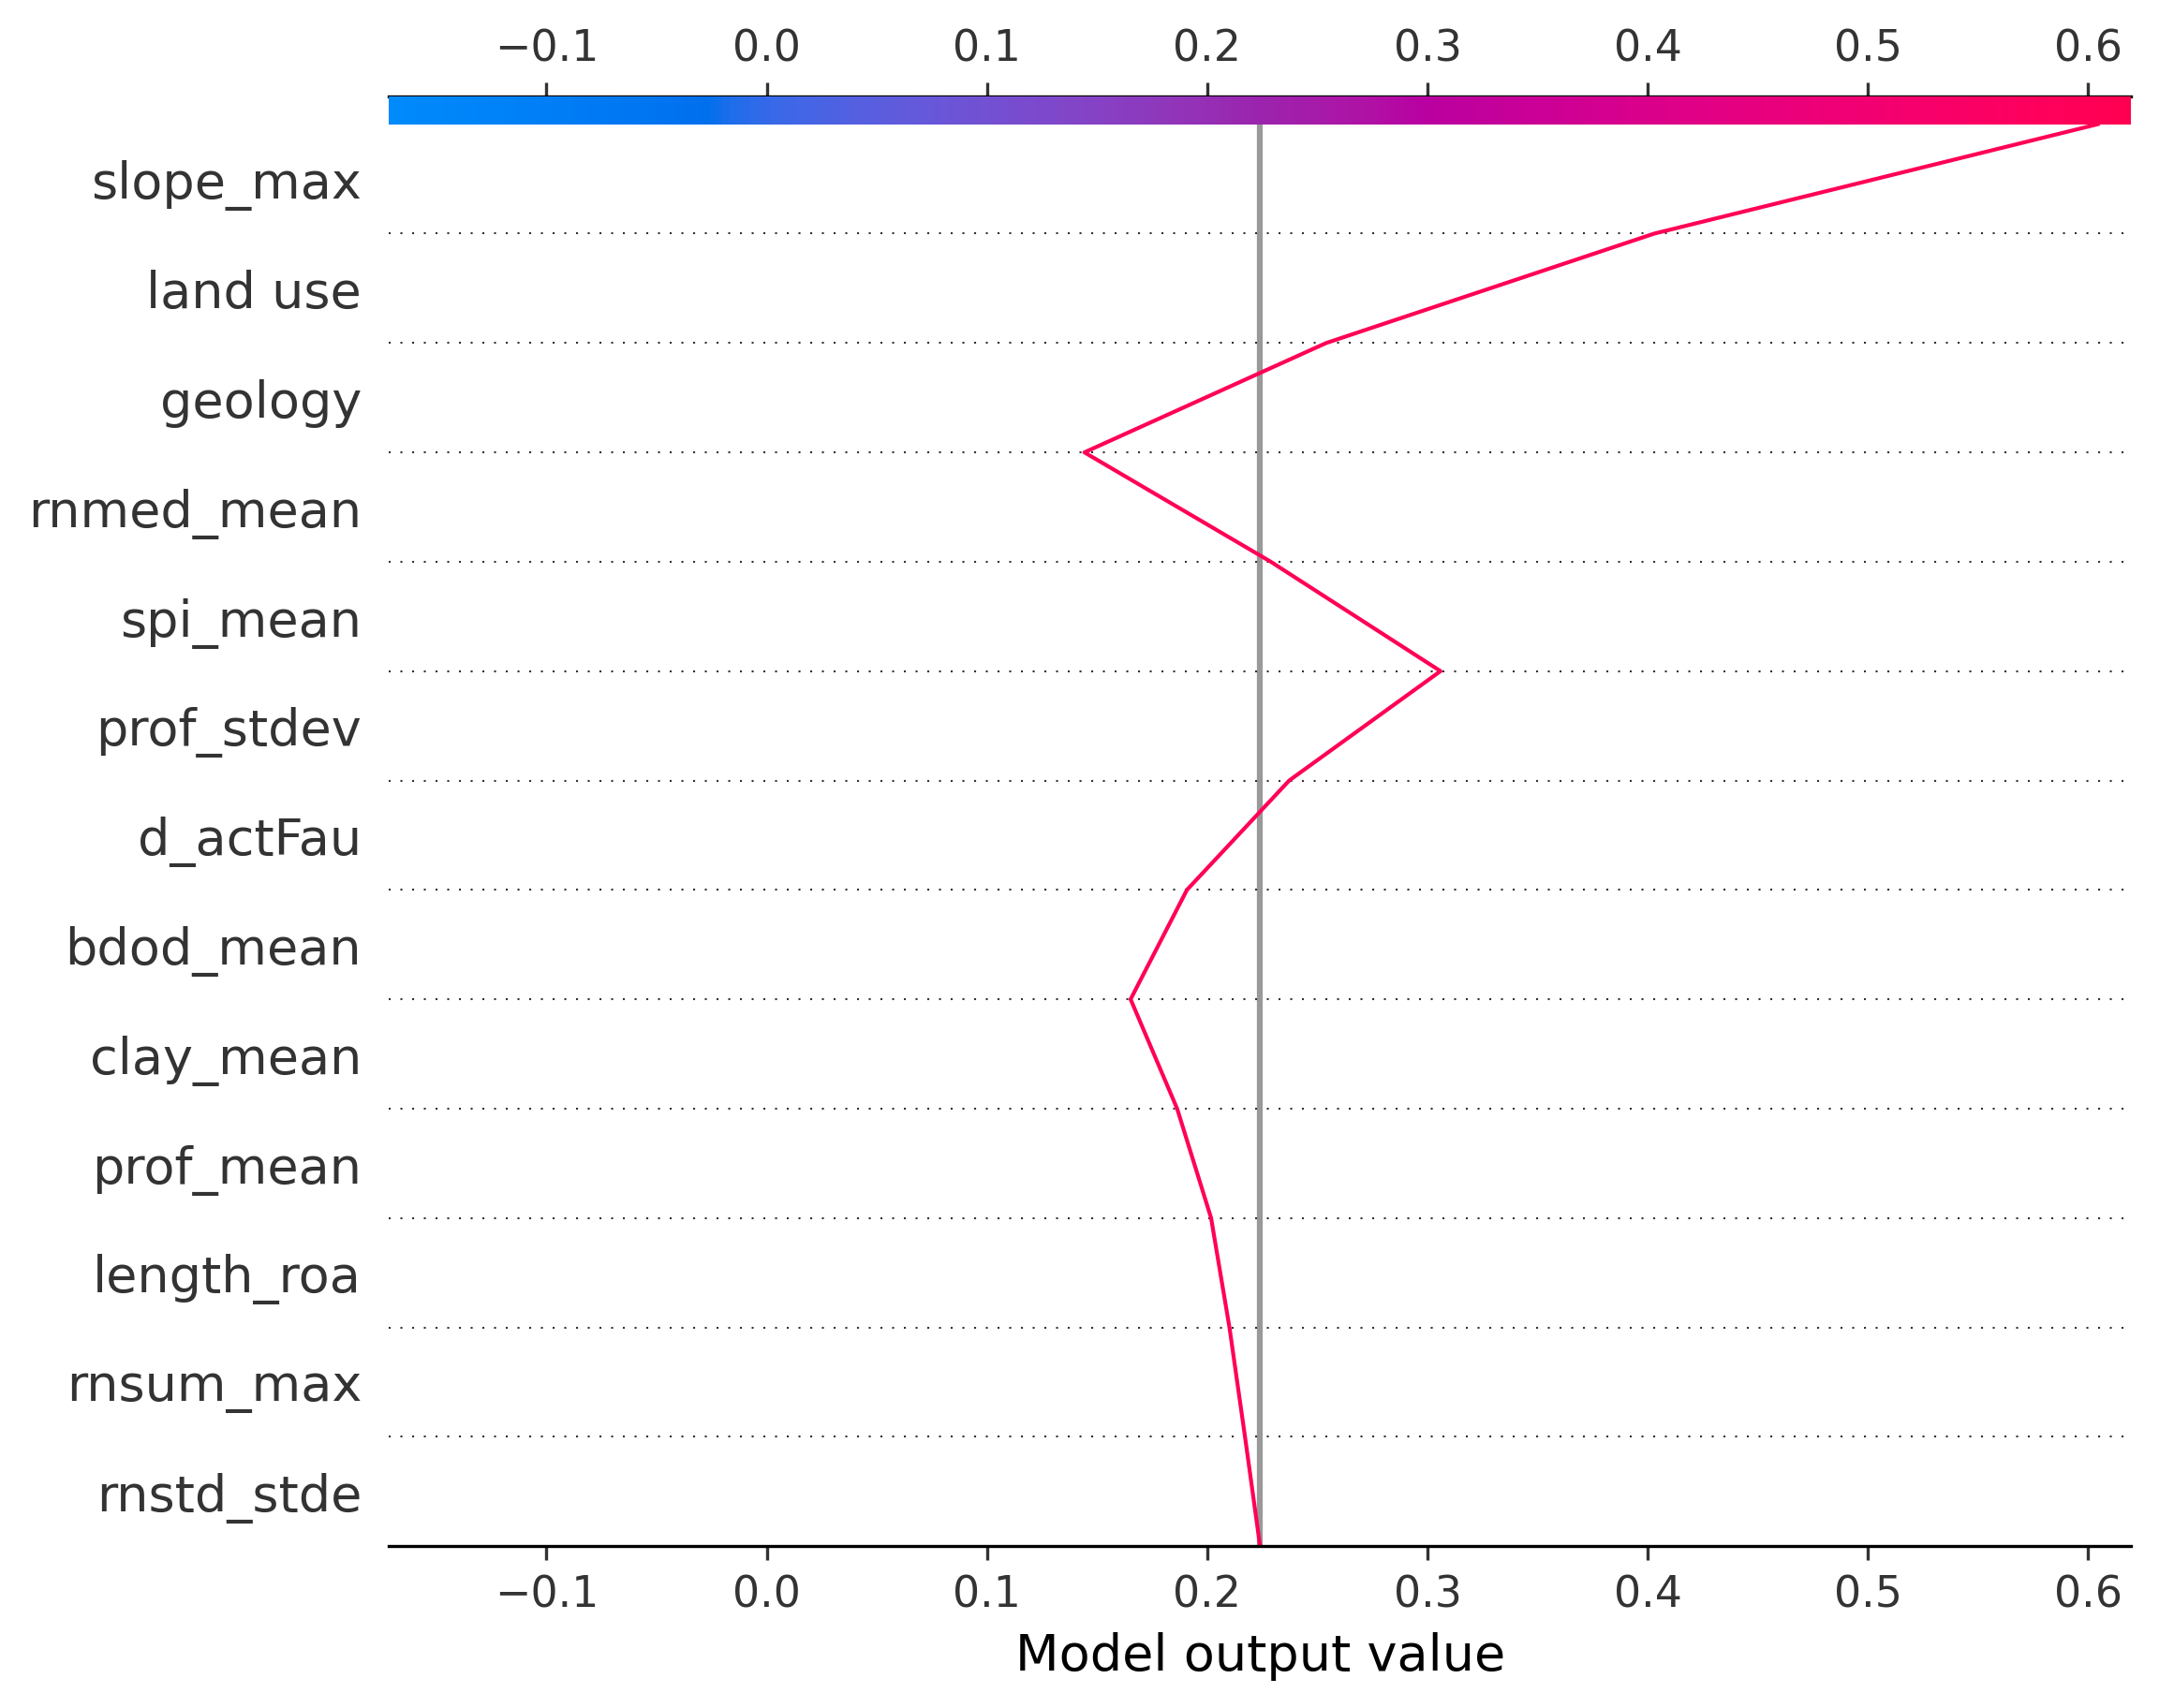 −0.1 0.0 0.1 0.2 0.3 0.4 0.5 0.6
slope_max
land use
geology
rnmed_mean
spi_mean
prof_stdev
d_actFau
bdod_mean
clay_mean
prof_mean
length_roa
rnsum_max
rnstd_stde
−0.1 0.0 0.1 0.2 0.3 0.4 0.5 0.6
Model output value